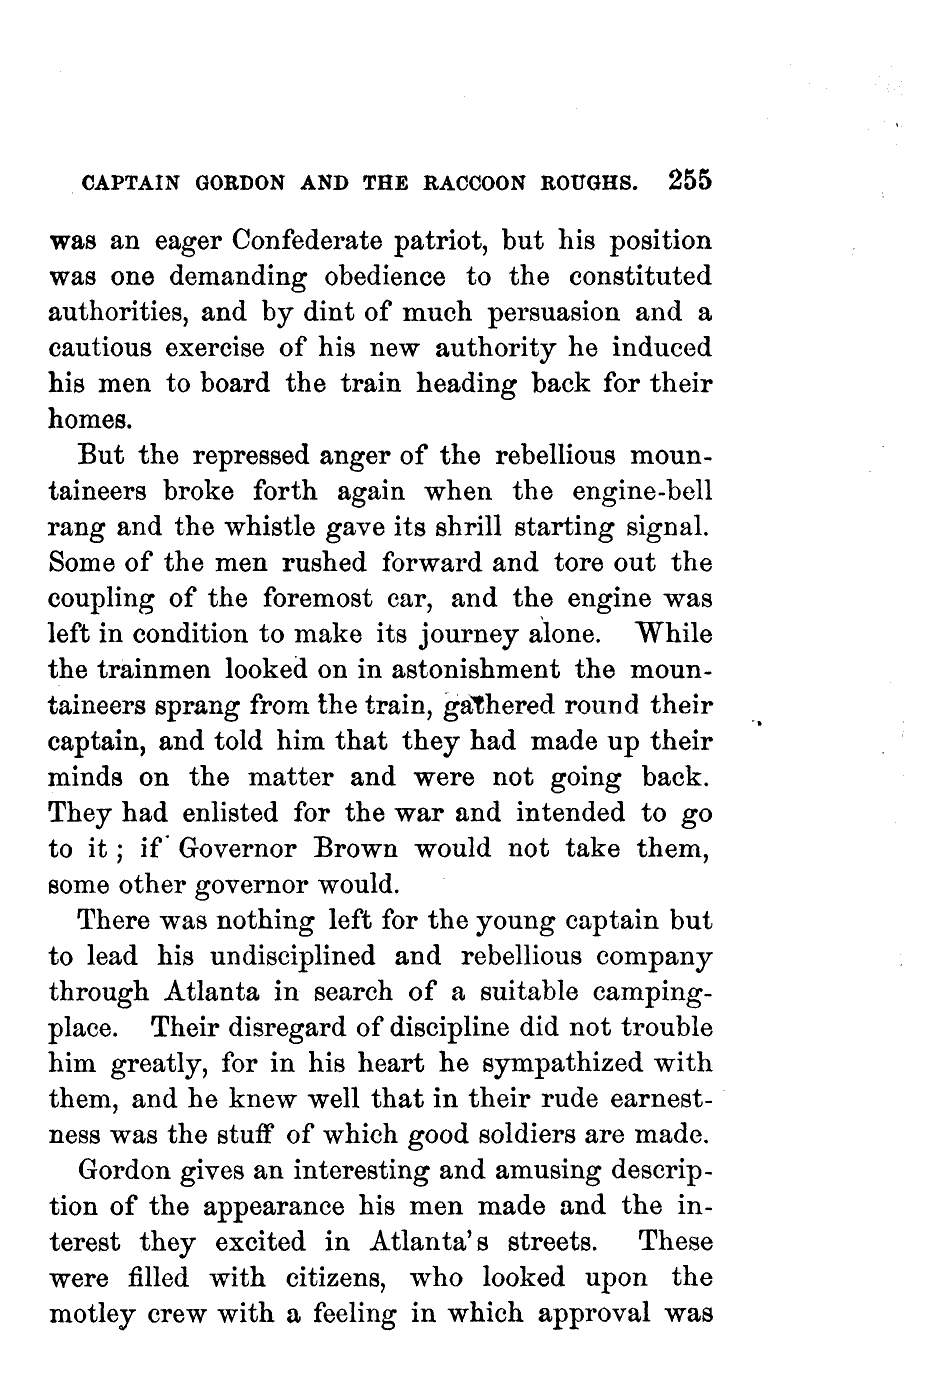 CAPTAIN GORDON AND THE RACCOON ROUGHS. 255
was an eager Confederate patriot, but his position
was one demanding obedience to the constituted
authorities, and by dint of much persuasion and a
cautious exercise of his new authority he induced
his men to board the train heading back for their
homes.
But the repressed anger of the rebellious moun-
taineers broke forth again when the engine-bell
rang and the whistle gave its shrill starting signal.
Some of the men rushed forward and tore out the
coupling of the foremost car, and the engine was
left in condition to make its journey alone. While
the trainmen looked on in astonishment the moun-
taineers sprang from the train, gathered round their
captain, and told him that they had made up their
minds on the matter and were not going back.
They had enlisted for the war and intended to go
to it; if Governor Brown would not take them,
some other governor would.
There was nothing left for the young captain but
to lead his undisciplined and rebellious company
through Atlanta in search of a suitable camping-
place. Their disregard of discipline did not trouble
him greatly, for in his heart he sympathized with
them, and he knew well that in their rude earnest-
ness was the stuff of which good soldiers are made.
Gordon gives an interesting and amusing descrip-
tion of the appearance his men made and the in-
terest they excited in Atlanta's streets. These
were filled with citizens, who looked upon the
motley crew with a feeling in which approval was